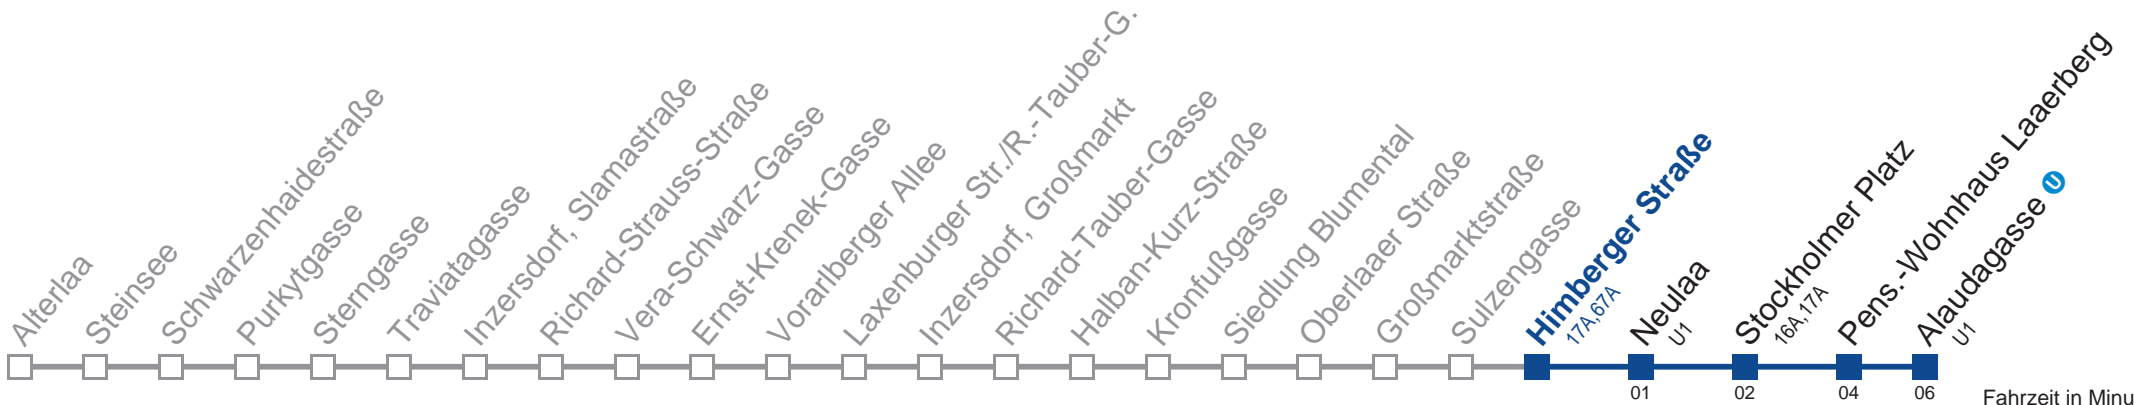 Alterlaa
Steinsee
Schwarzenhaidestraße
Purkytgasse
Sterngasse
Traviatagasse
Inzersdorf, Slamastraße
Richard-Strauss-Straße
Vera-Schwarz-Gasse
Ernst-Krenek-Gasse
Vorarlberger Allee
Laxenburger Str./R.-Tauber-G.
Inzersdorf, Großmarkt
Richard-Tauber-Gasse
Halban-Kurz-Straße
Kronfußgasse
Siedlung Blumental
Oberlaaer Straße
Großmarktstraße
Sulzengasse
Himberger Straße
17A,67A
Neulaa
U1
Stockholmer Platz
16A,17A
Pens.-Wohnhaus Laaerberg
Alaudagasse U
U1
01
02
04
06
Fahrzeit in Minu